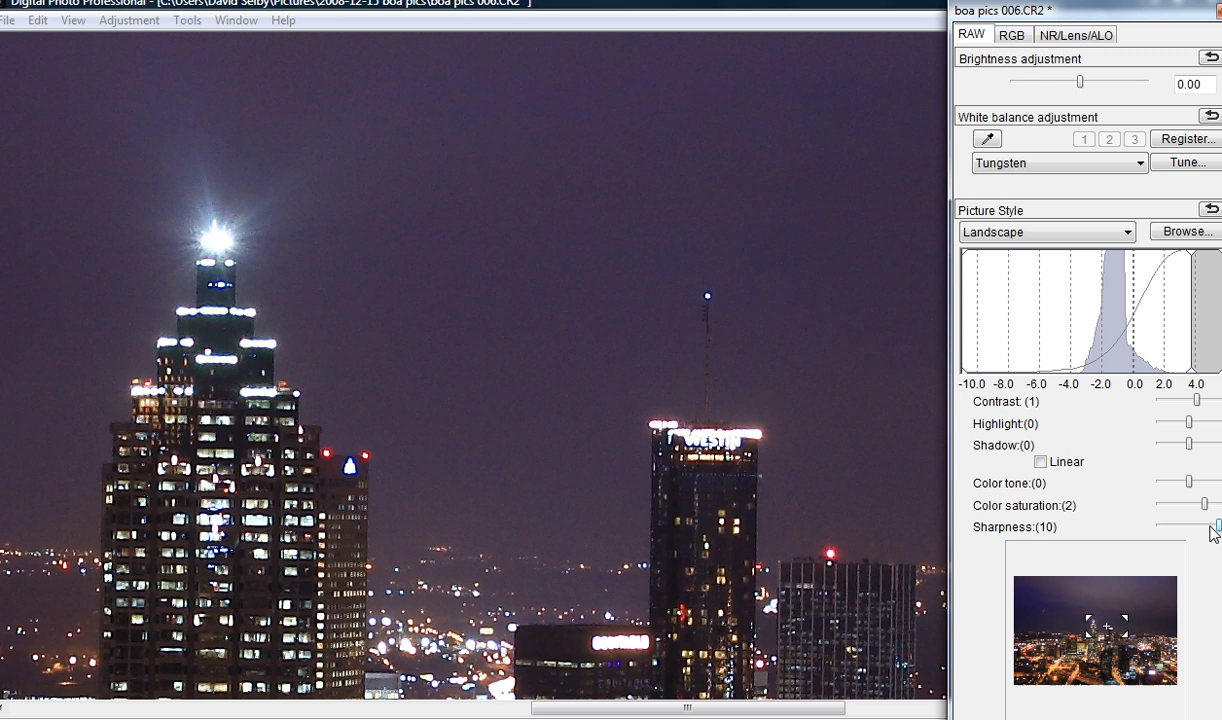 Digital Photo Professional - [C:\Users\David Selby\Pictures\2008-12-15 boa pics\boa pics 006.CR2 * ]
File Edit View Adjustment Tools Window Help
boa pics 006.CR2 *
RAW RGB NR/Lens/ALO
Brightness adjustment
0.00
White balance adjustment
1 2 3 Register...
Tungsten Tune...
Picture Style
Landscape Browse...
-10.0 -8.0 -6.0 -4.0 -2.0 0.0 2.0 4.0
Contrast: (1)
Highlight:(0)
Shadow:(0)
Linear
Color tone:(0)
Color saturation:(2)
Sharpness:(10)
WESTIN